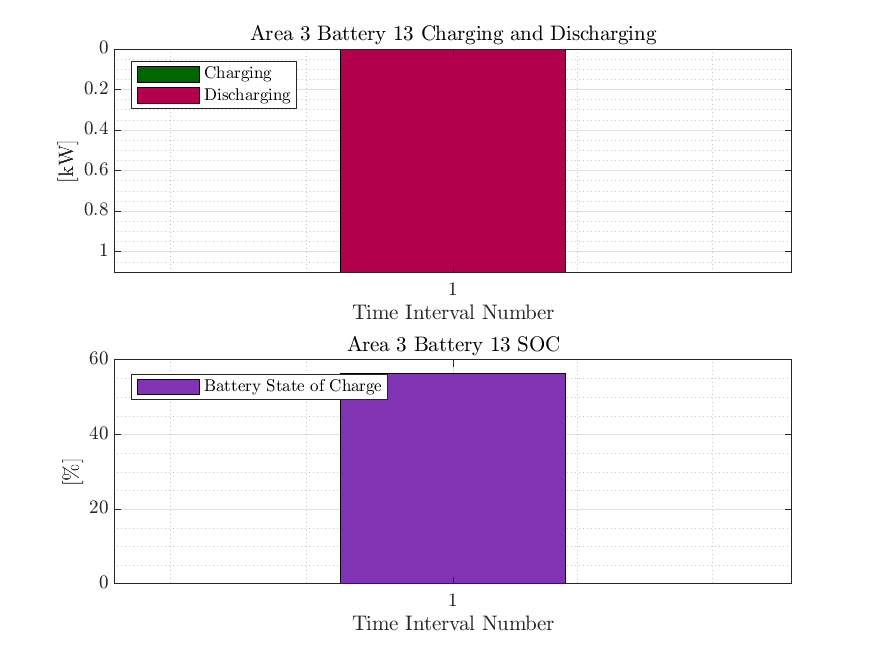 Area 3 Battery 13 Charging and Discharging
0
0.2
0.4
0.6
0.8
1
[kW]
Charging
Discharging
1
Time Interval Number
Area 3 Battery 13 SOC
60
40
20
0
[%]
Battery State of Charge
1
Time Interval Number